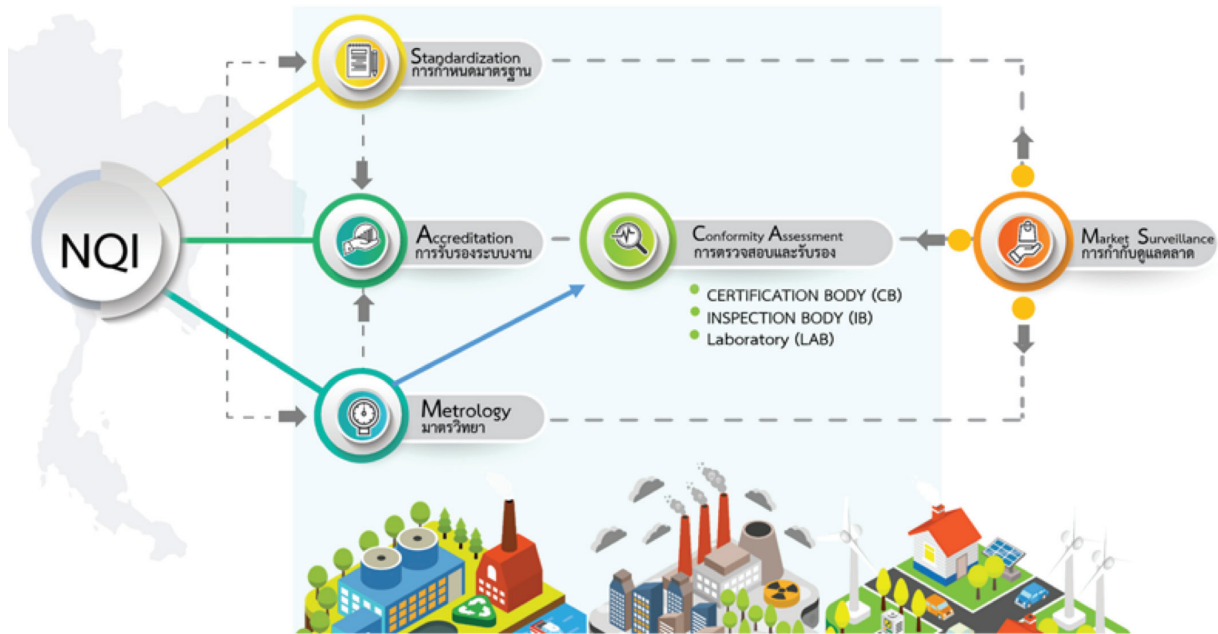 Standardization
การกำหนดมาตรฐาน
NQI
Accreditation
การรับรองระบบงาน
Conformity Assessment
การตรวจสอบและรับรอง
Market Surveillance
การกำกับดูแลตลาด
CERTIFICATION BODY (CB)
INSPECTION BODY (IB)
Laboratory (LAB)
Metrology
มาตรวิทยา